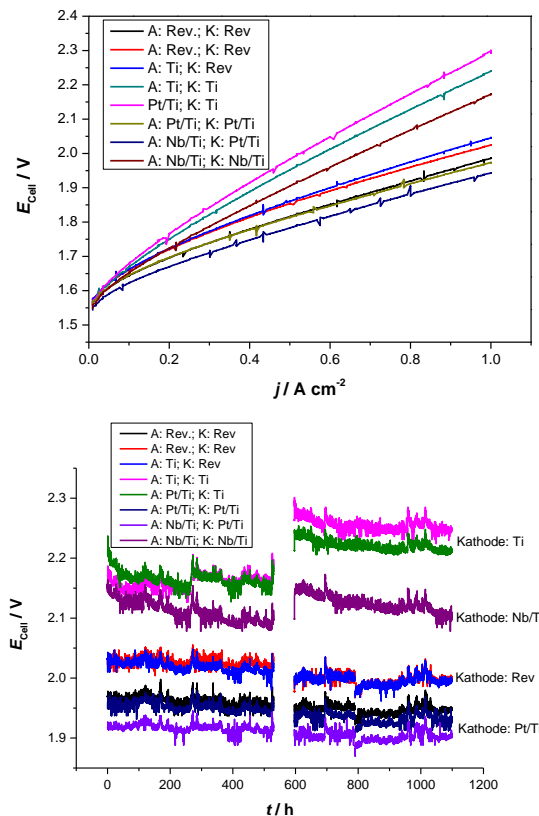 2.4
2.3
2.2
2.1
2.0
1.9
1.8
1.7
1.6
1.5
E_Cell / V
A: Rev.; K: Rev
A: Rev.; K: Rev
A: Ti; K: Rev
A: Ti; K: Ti
Pt/Ti; K: Ti
A: Pt/Ti; K: Pt/Ti
A: Nb/Ti; K: Pt/Ti
A: Nb/Ti; K: Nb/Ti
0.0 0.2 0.4 0.6 0.8 1.0
j / A cm⁻²
A: Rev.; K: Rev
A: Rev.; K: Rev
A: Ti; K: Rev
A: Ti; K: Ti
A: Pt/Ti; K: Ti
A: Pt/Ti; K: Pt/Ti
A: Nb/Ti; K: Pt/Ti
A: Nb/Ti; K: Nb/Ti
2.3
2.2
2.1
2.0
1.9
E_Cell / V
Kathode: Ti
Kathode: Nb/T
Kathode: Rev
Kathode: Pt/Ti
0 200 400 600 800 1000 1200
t / h